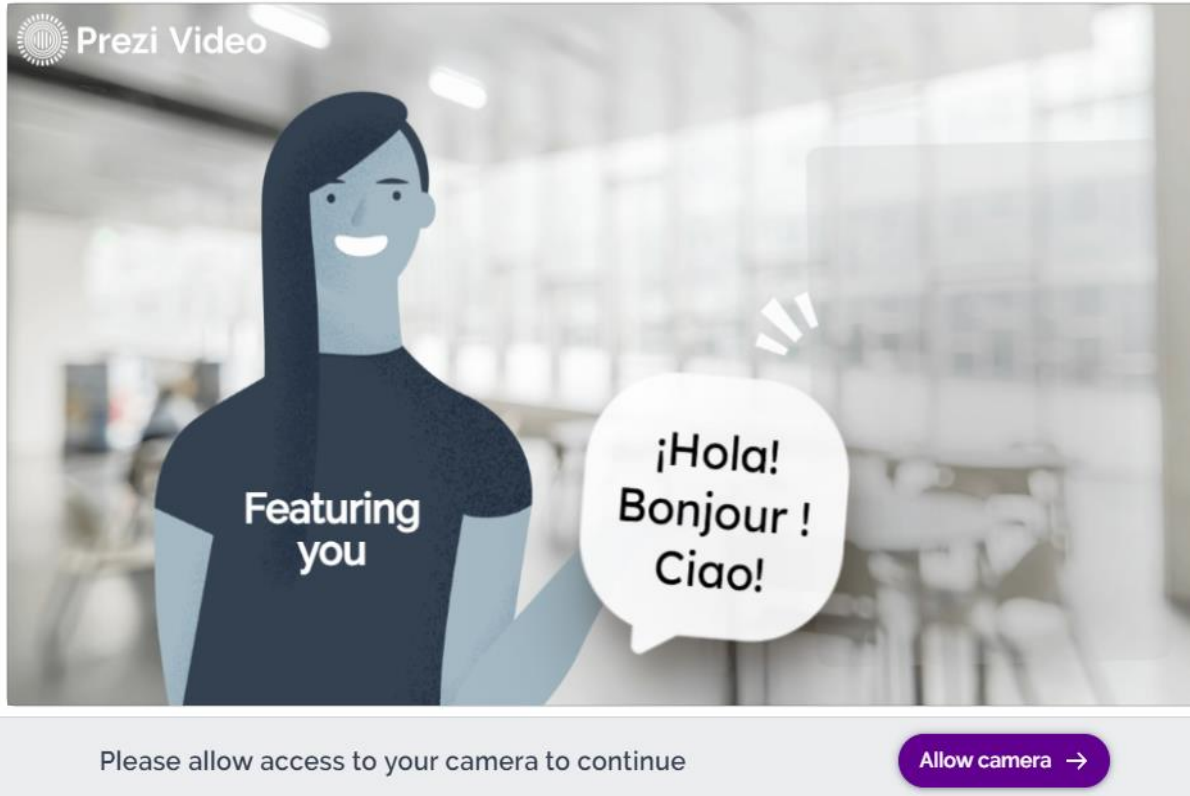 Prezi Video
Featuring
you
¡Hola!
Bonjour !
Ciao!
Please allow access to your camera to continue
Allow camera →